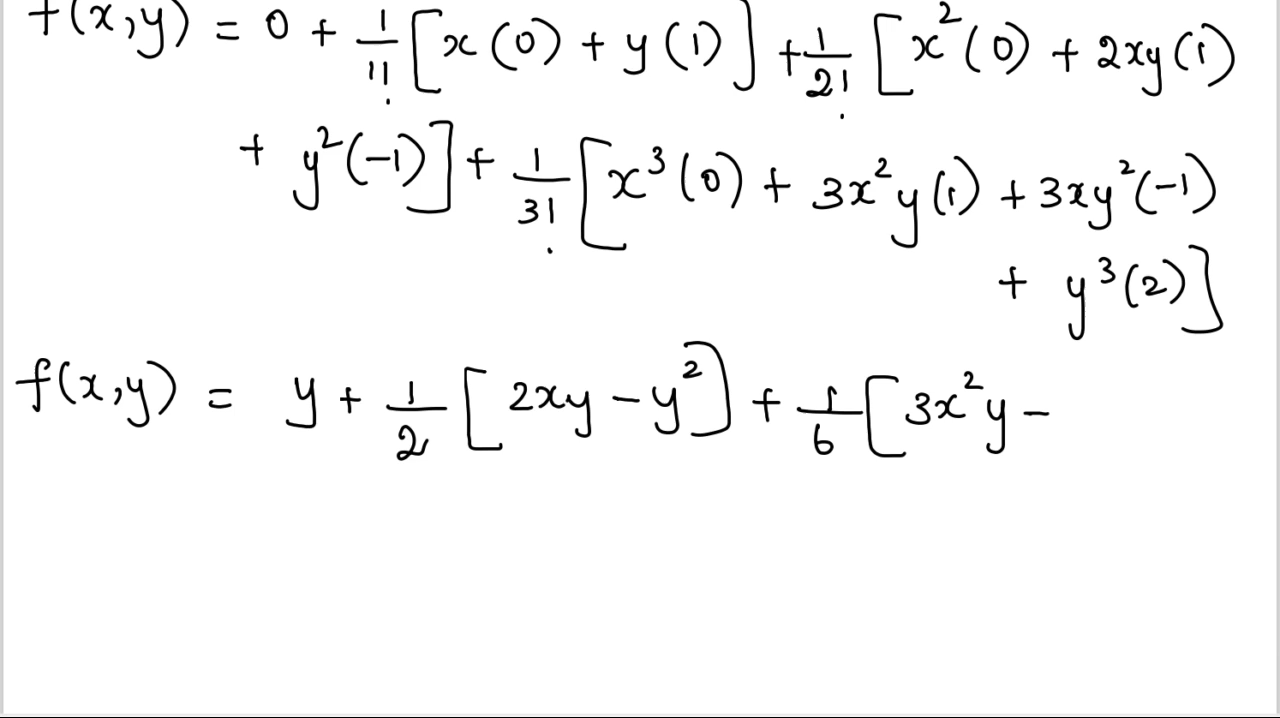 f(x,y) = 0 + 1/1! [x(0) + y(1)] + 1/2! [x²(0) + 2xy(1)
+ y²(-1)] + 1/3! [x³(0) + 3x²y(1) + 3xy²(-1)
+ y³(2)]
f(x,y) = y + 1/2 [2xy - y²] + 1/6 [3x²y -